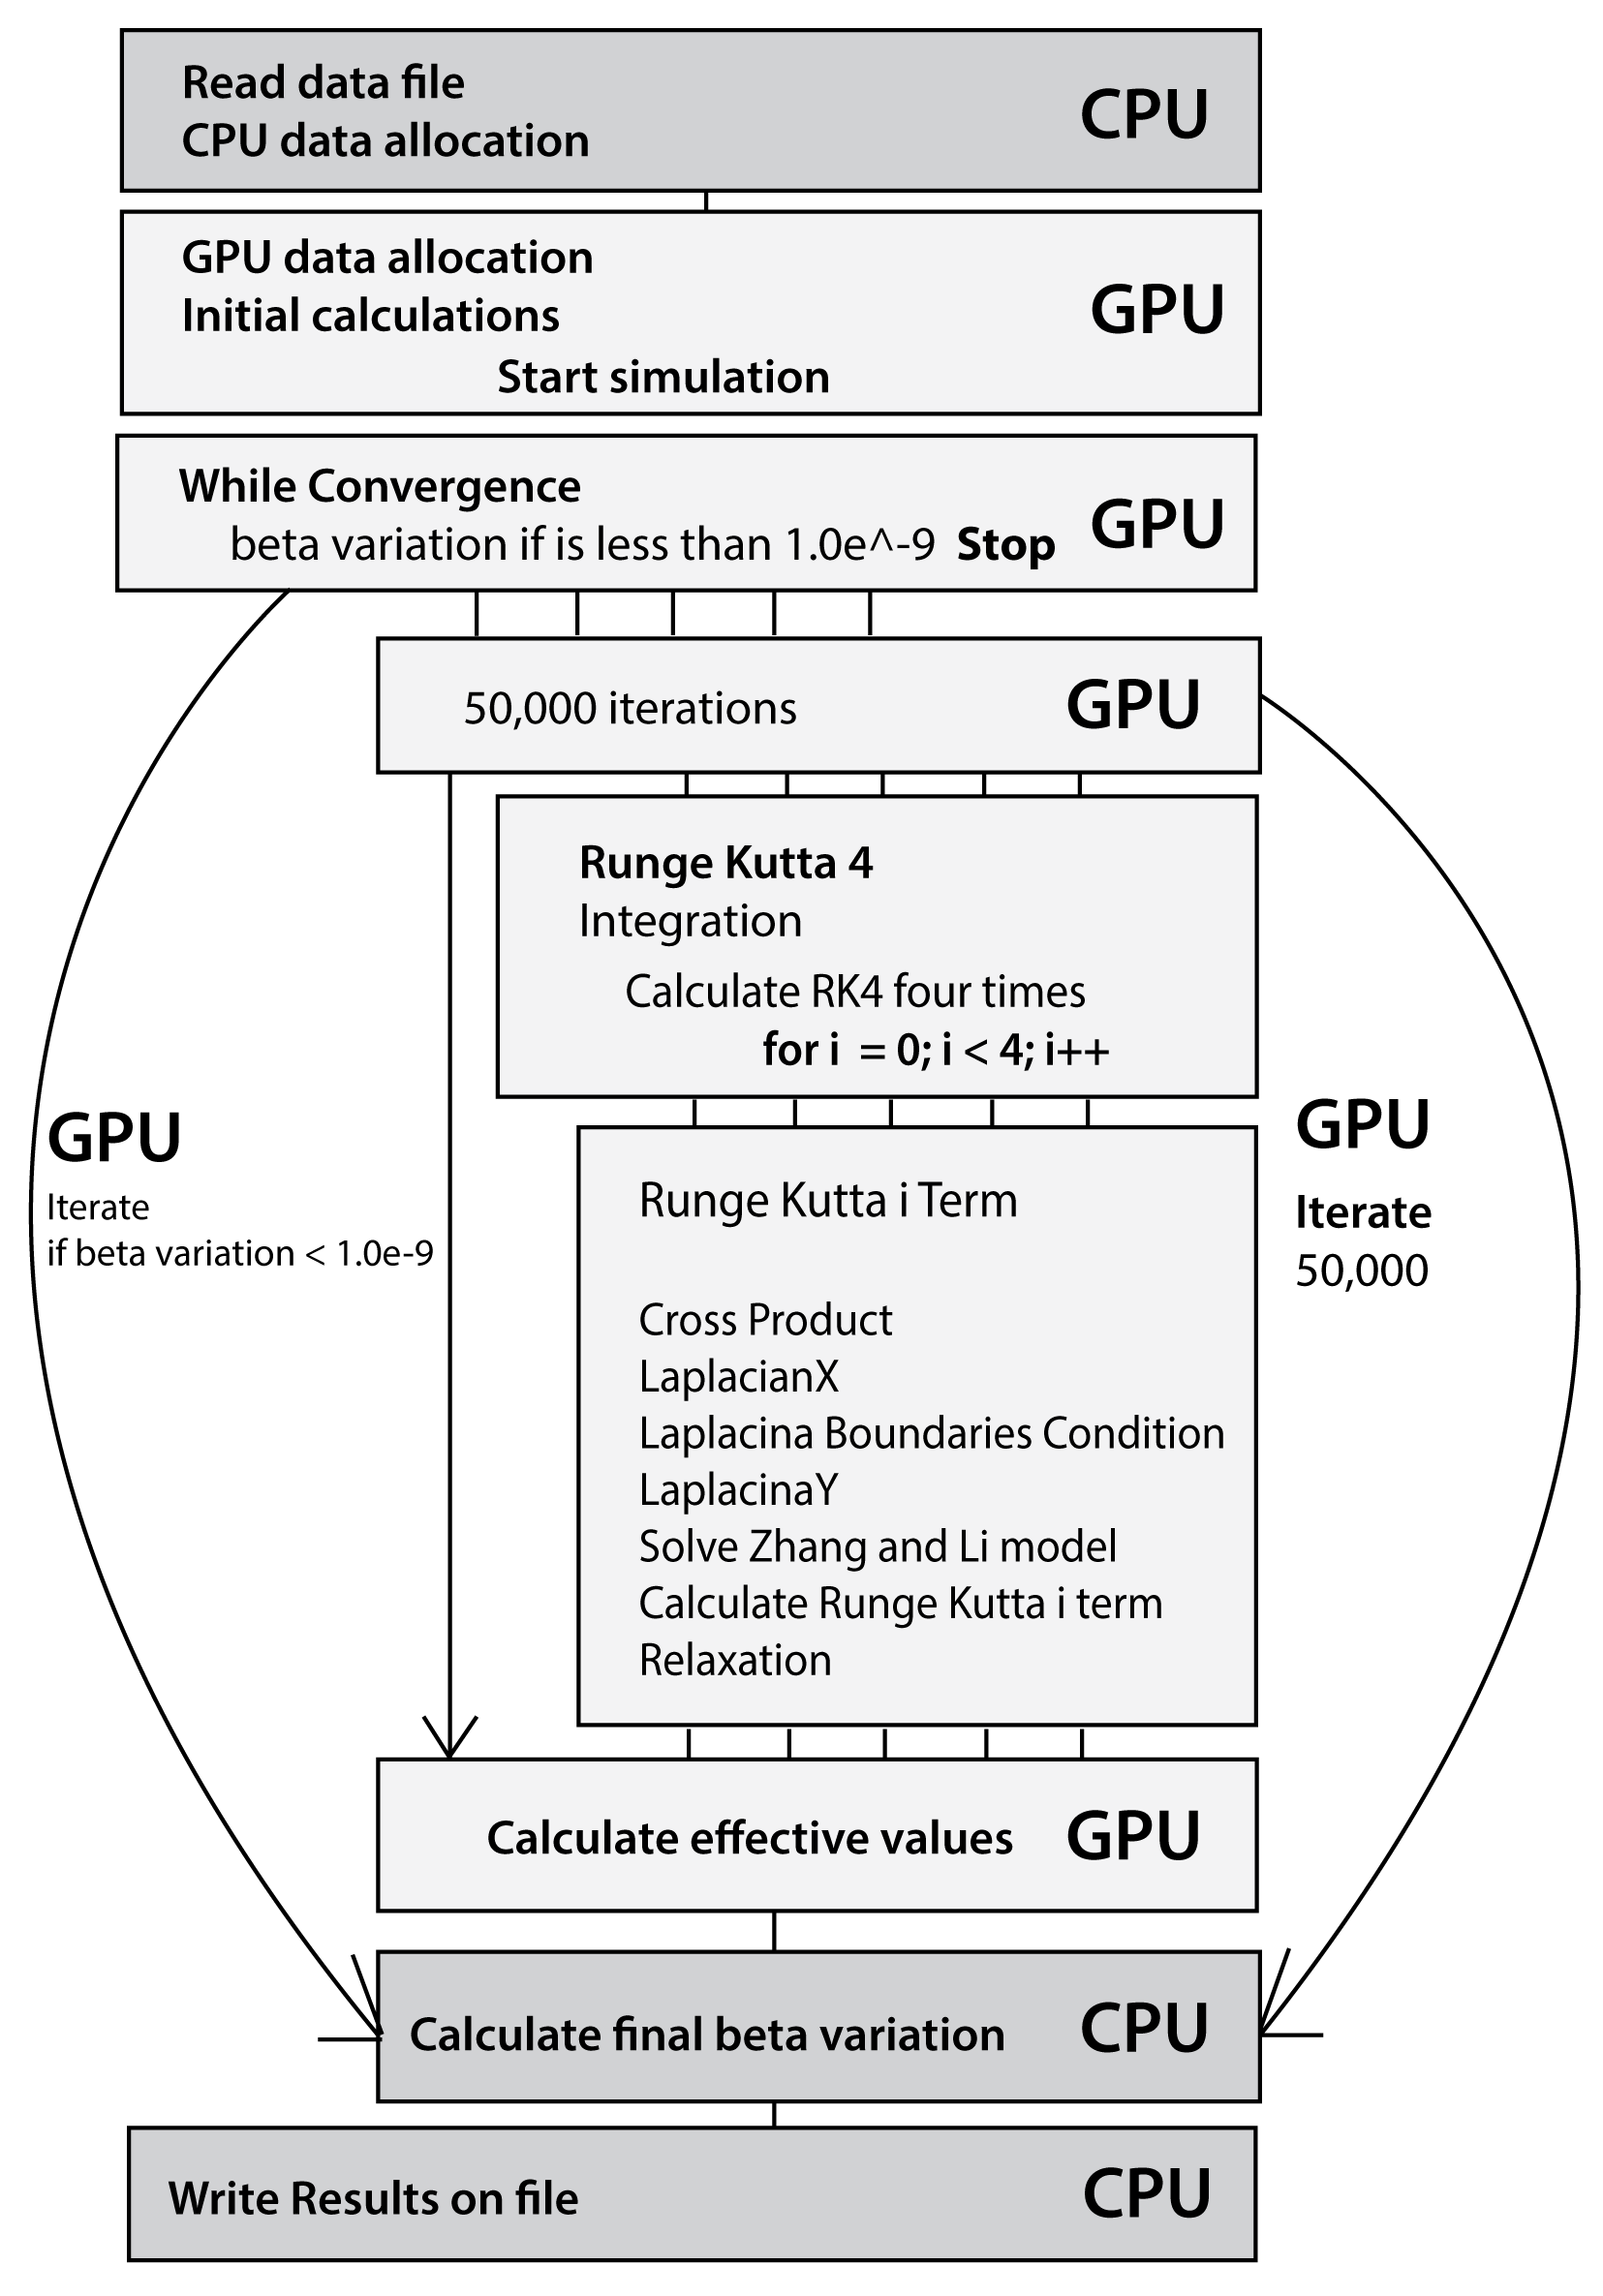 Read data file
CPU data allocation
CPU
GPU data allocation
Initial calculations
Start simulation
GPU
While Convergence
beta variation if is less than 1.0e^-9 Stop
GPU
50,000 iterations
GPU
Runge Kutta 4
Integration
Calculate RK4 four times
for i = 0; i < 4; i++
GPU
Iterate
if beta variation < 1.0e-9
GPU
Iterate
50,000
Runge Kutta i Term
Cross Product
LaplacianX
Laplacina Boundaries Condition
LaplacinaY
Solve Zhang and Li model
Calculate Runge Kutta i term
Relaxation
Calculate effective values
GPU
Calculate final beta variation
CPU
Write Results on file
CPU